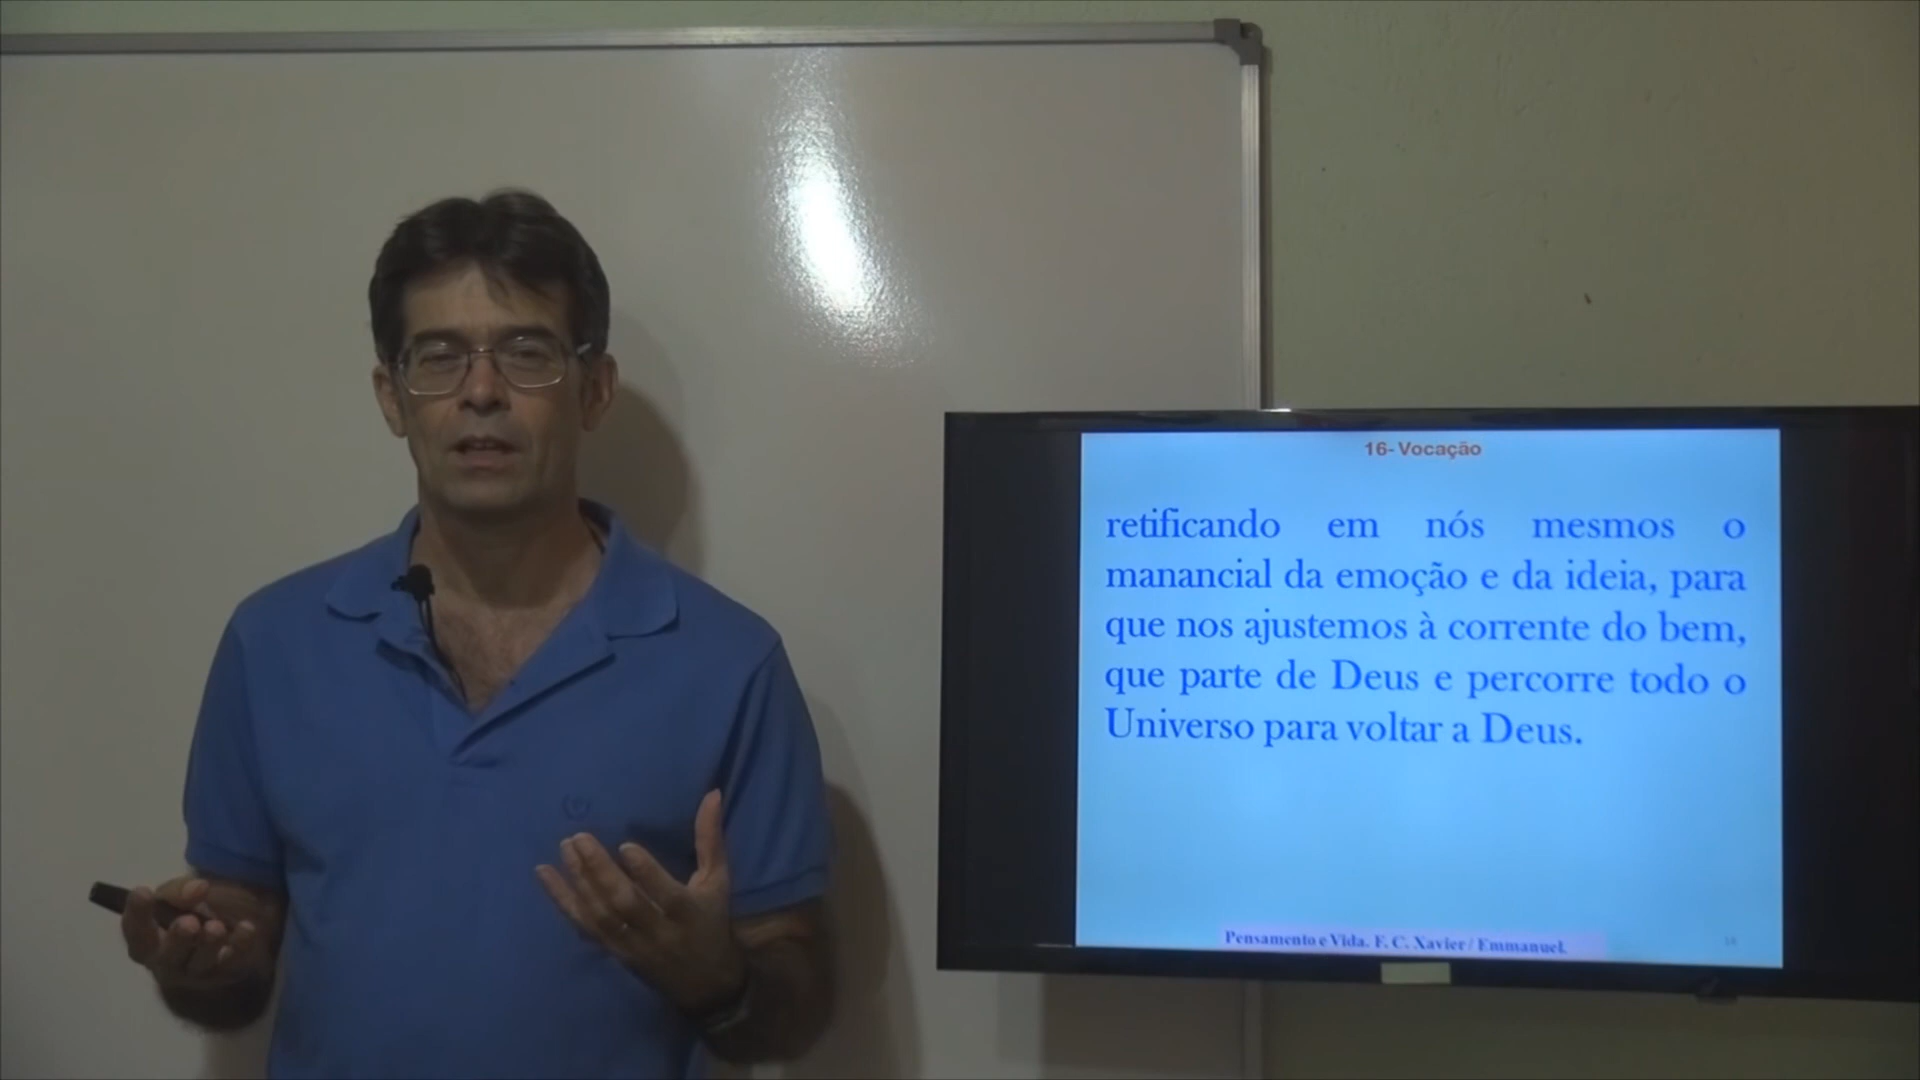 16- Vocação
retificando em nós mesmos o
manancial da emoção e da ideia, para
que nos ajustemos à corrente do bem,
que parte de Deus e percorre todo o
Universo para voltar a Deus.
Pensamento e Vida. F. C. Xavier / Emmanuel.